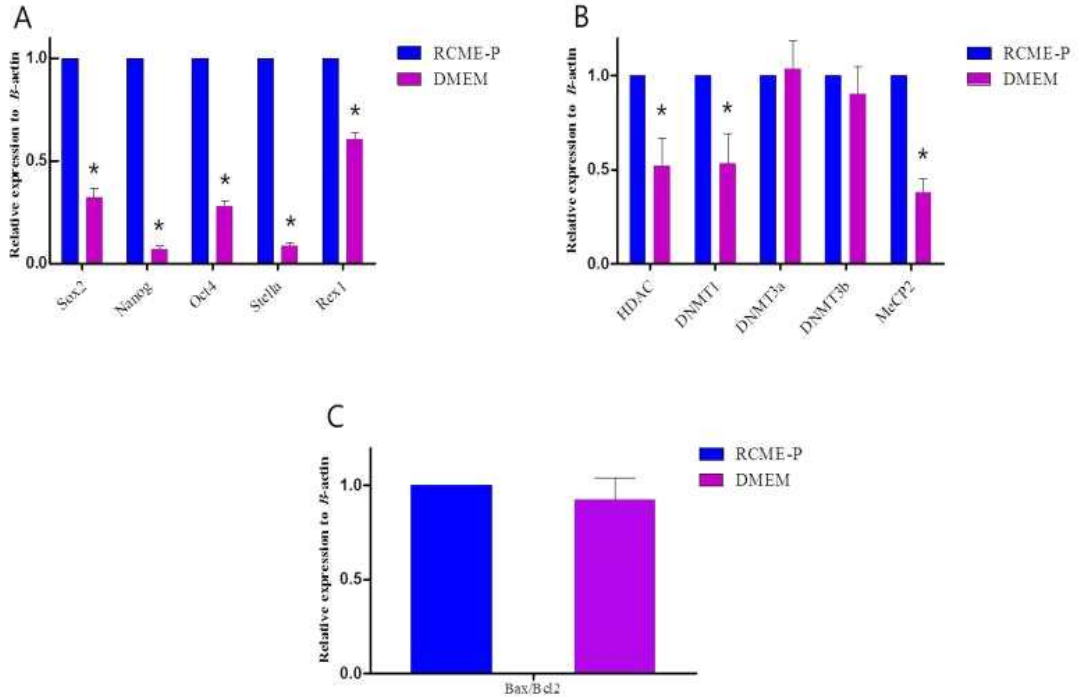 A
Relative expression to B-actin
1.0
0.5
0.0
* * * * *
Sox2 Nanog Oct4 Stella Rex1
RCME-P
DMEM
B
Relative expression to B-actin
1.0
0.5
0.0
* * *
HDAC DNMT1 DNMT3a DNMT3b MeCP2
RCME-P
DMEM
C
Relative expression to B-actin
1.0
0.5
0.0
Bax/Bcl2
RCME-P
DMEM